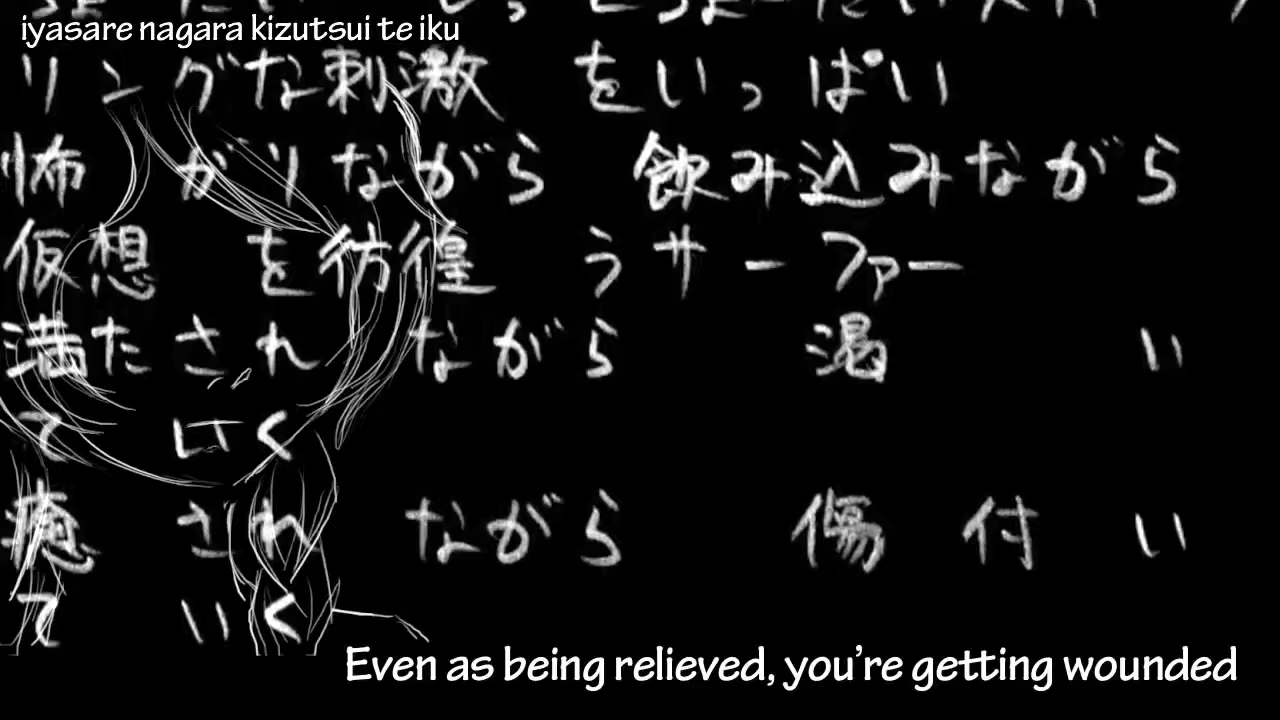 iyasare nagara kizutsui te iku
リングな刺激 をいっぱい
怖 がりながら 飲み込みながら
仮想 を彷徨 うサーファー
満たされ ながら 渇 い
て いく
癒 され ながら 傷 付 い
て いく
Even as being relieved, you're getting wounded